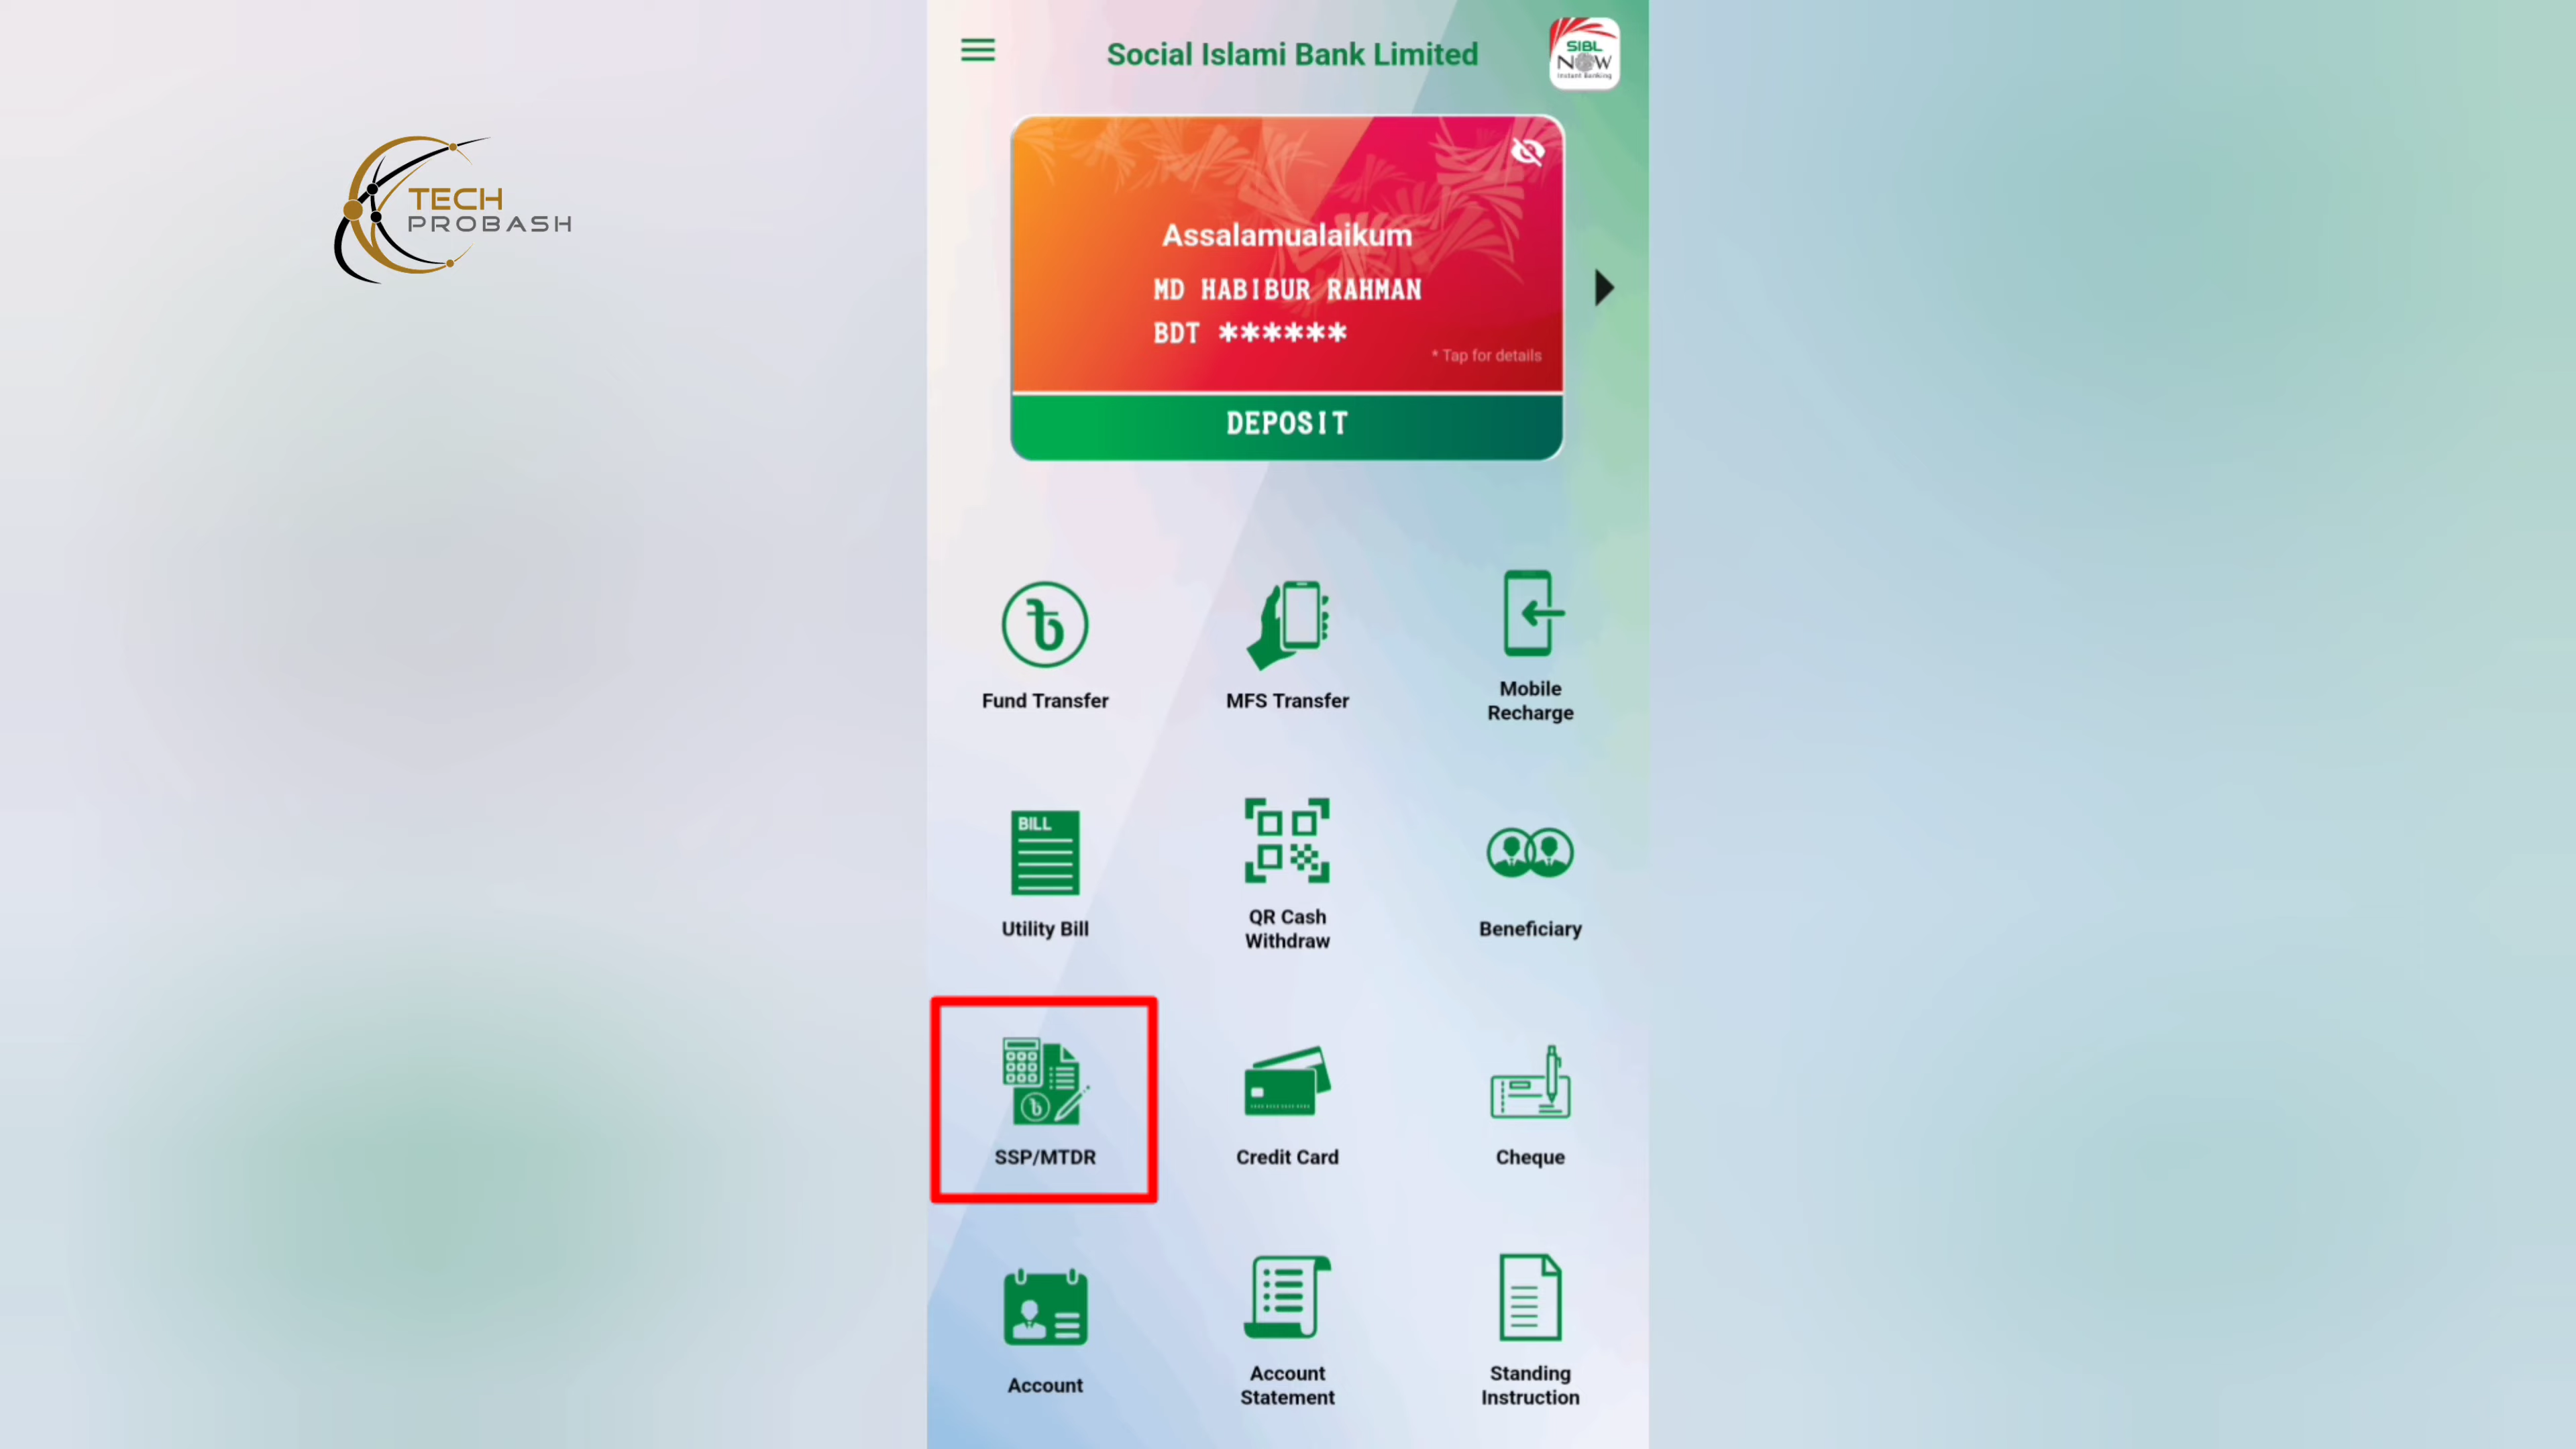 Social Islami Bank Limited
SIBL
NOW
Instant Banking
TECH
PROBASH
Assalamualaikum
MD HABIBUR RAHMAN
BDT ******
* Tap for details
DEPOSIT
Fund Transfer
MFS Transfer
Mobile
Recharge
BILL
Utility Bill
QR Cash
Withdraw
Beneficiary
SSP/MTDR
Credit Card
Cheque
Account
Account
Statement
Standing
Instruction